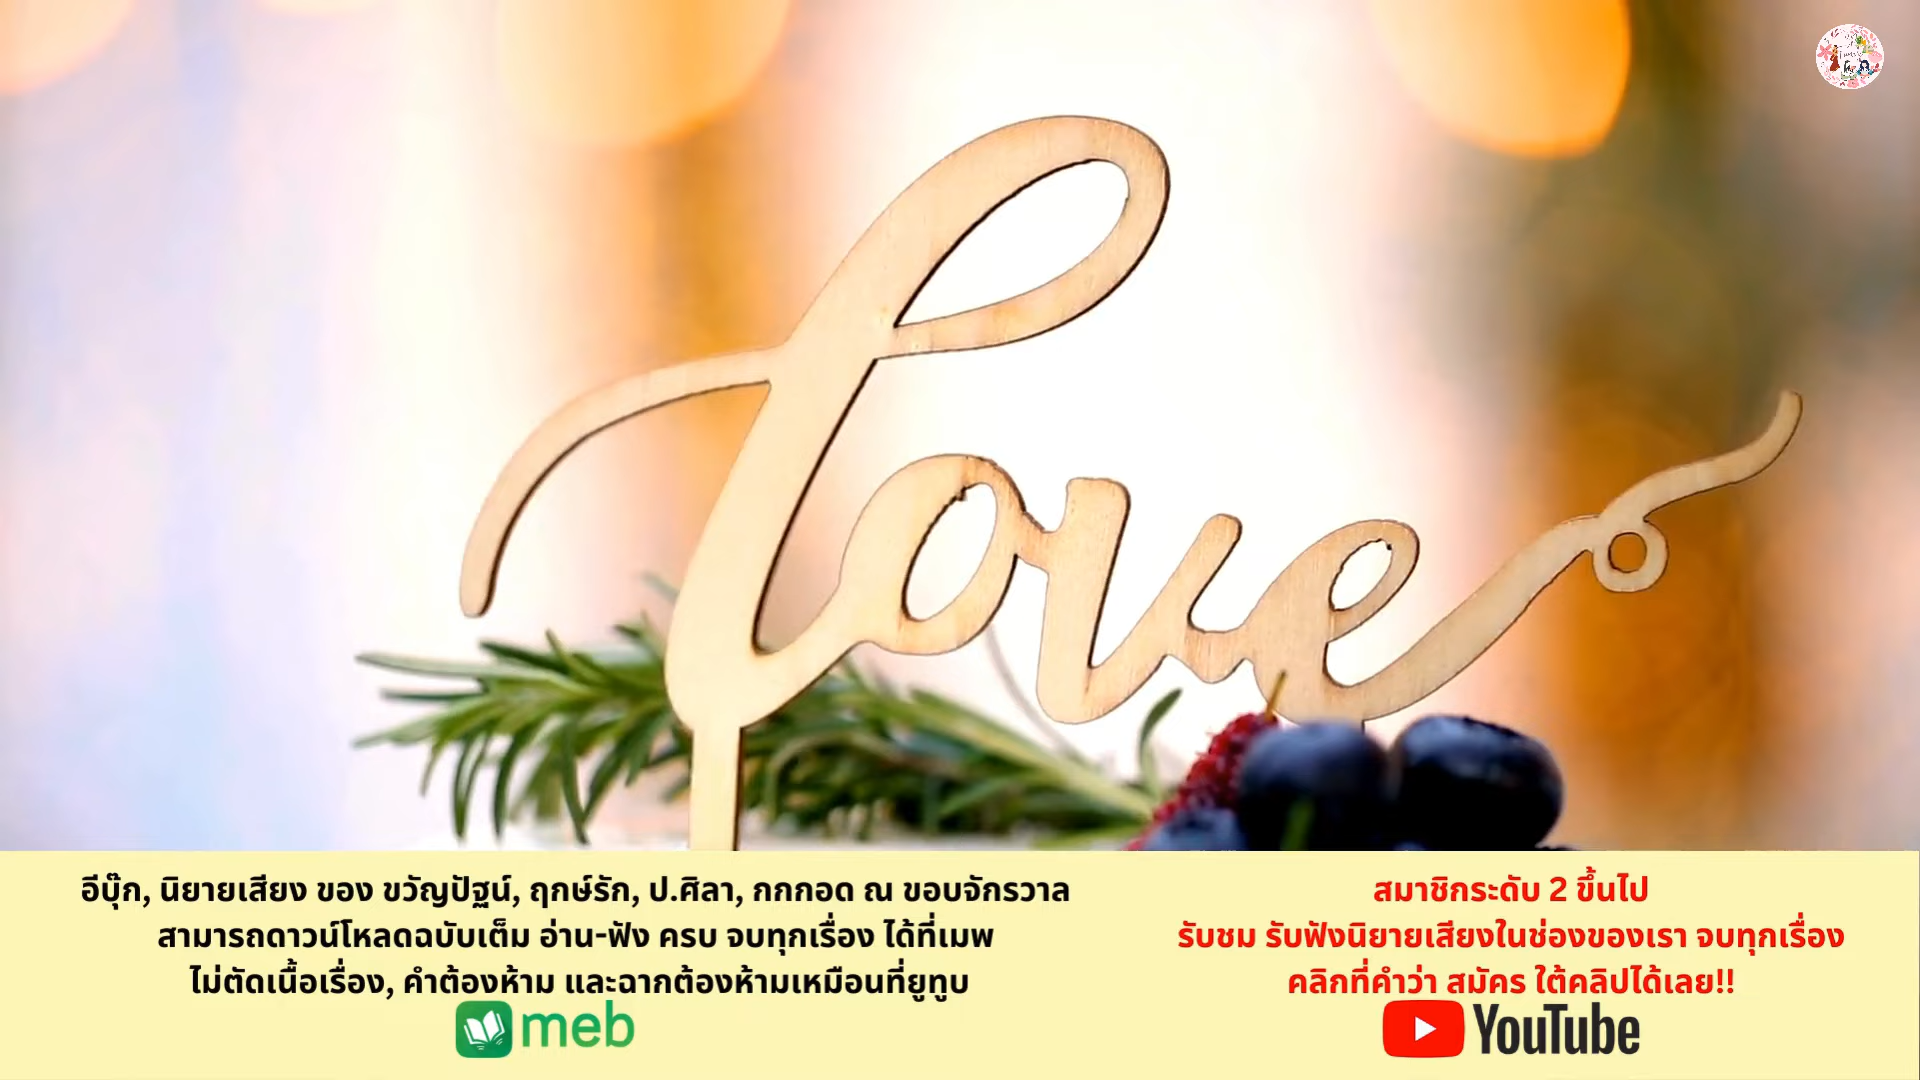 Love
อีบุ๊ก, นิยายเสียง ของ ขวัญปัฐน์, ฤกษ์รัก, ป.ศิลา, กกกอด ณ ขอบจักรวาล
สามารถดาวน์โหลดฉบับเต็ม อ่าน-ฟัง ครบ จบทุกเรื่อง ได้ที่เมพ
ไม่ตัดเนื้อเรื่อง, คำต้องห้าม และฉากต้องห้ามเหมือนที่ยูทูบ
meb
สมาชิกระดับ 2 ขึ้นไป
รับชม รับฟังนิยายเสียงในช่องของเรา จบทุกเรื่อง
คลิกที่คำว่า สมัคร ใต้คลิปได้เลย!!
YouTube